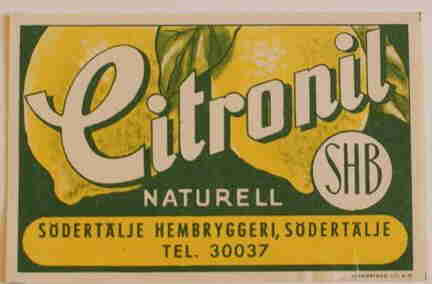 Citronil
SHB
NATURELL
SÖDERTÄLJE HEMBRYGGERI, SÖDERTÄLJE
TEL. 30037